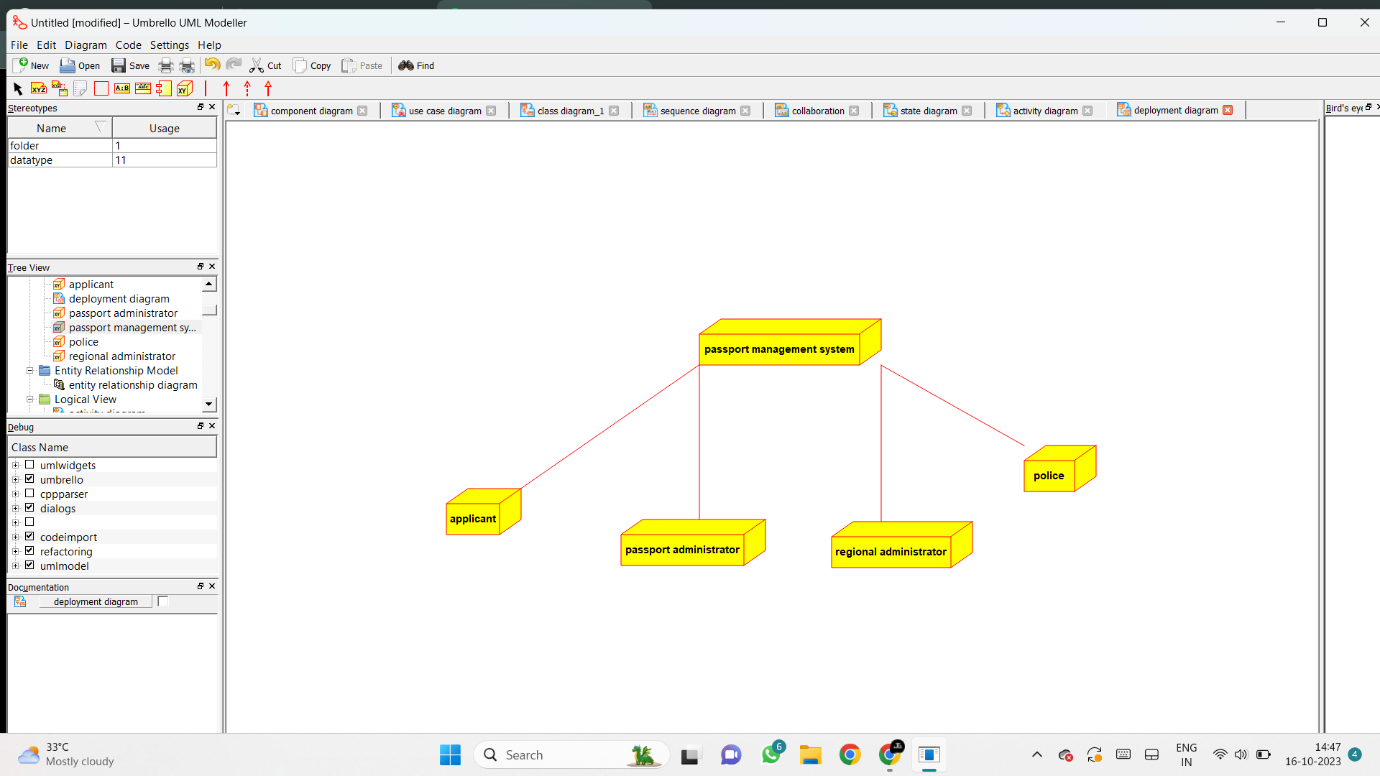 Untitled [modified] – Umbrello UML Modeller
File Edit Diagram Code Settings Help
New Open Save Cut Copy Paste Find
Stereotypes
Name Usage
folder 1
datatype 11
component diagram use case diagram class diagram_1 sequence diagram collaboration state diagram activity diagram deployment diagram
Bird's eye
Tree View
applicant
deployment diagram
passport administrator
passport management sy...
police
regional administrator
Entity Relationship Model
entity relationship diagram
Logical View
activity diagram
Debug
Class Name
umlwidgets
umbrello
cppparser
dialogs
codeimport
refactoring
umlmodel
Documentation
deployment diagram
passport management system
police
applicant
passport administrator
regional administrator
33°C
Mostly cloudy
Search
6
ENG
IN
14:47
16-10-2023
4